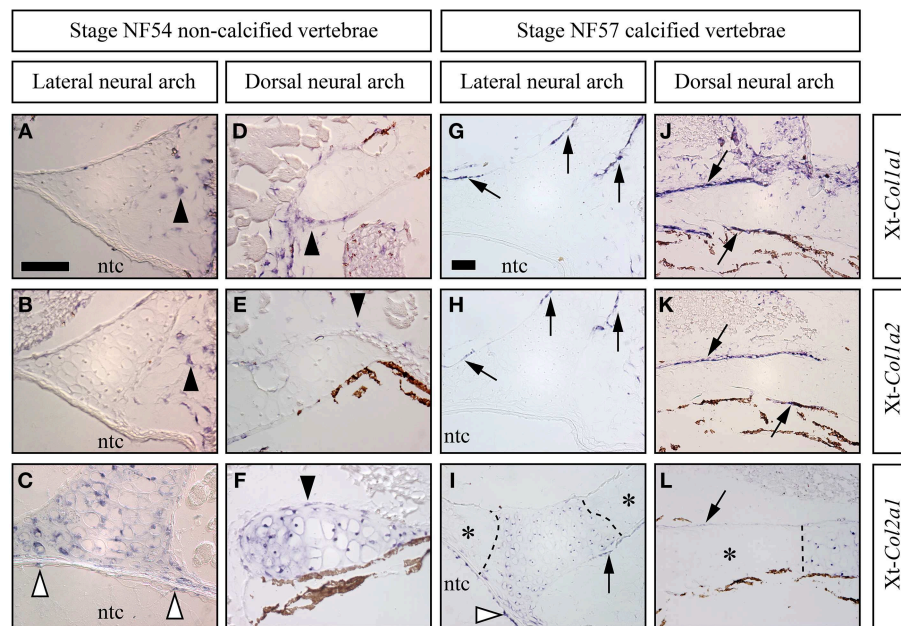 Stage NF54 non-calcified vertebrae
Stage NF57 calcified vertebrae
Lateral neural arch
Dorsal neural arch
Lateral neural arch
Dorsal neural arch
A
ntc
D
G
ntc
J
Xt-Col1a1
B
ntc
E
H
ntc
K
Xt-Col1a2
C
ntc
F
I
*
*
ntc
L
*
Xt-Col2a1